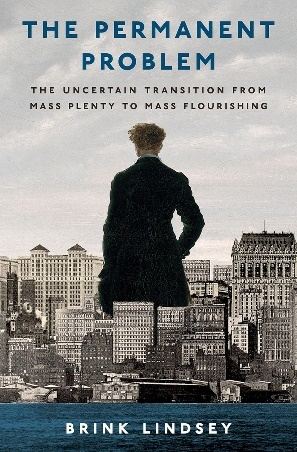 THE PERMANENT
PROBLEM
THE UNCERTAIN TRANSITION FROM
MASS PLENTY TO MASS FLOURISHING
BRINK LINDSEY